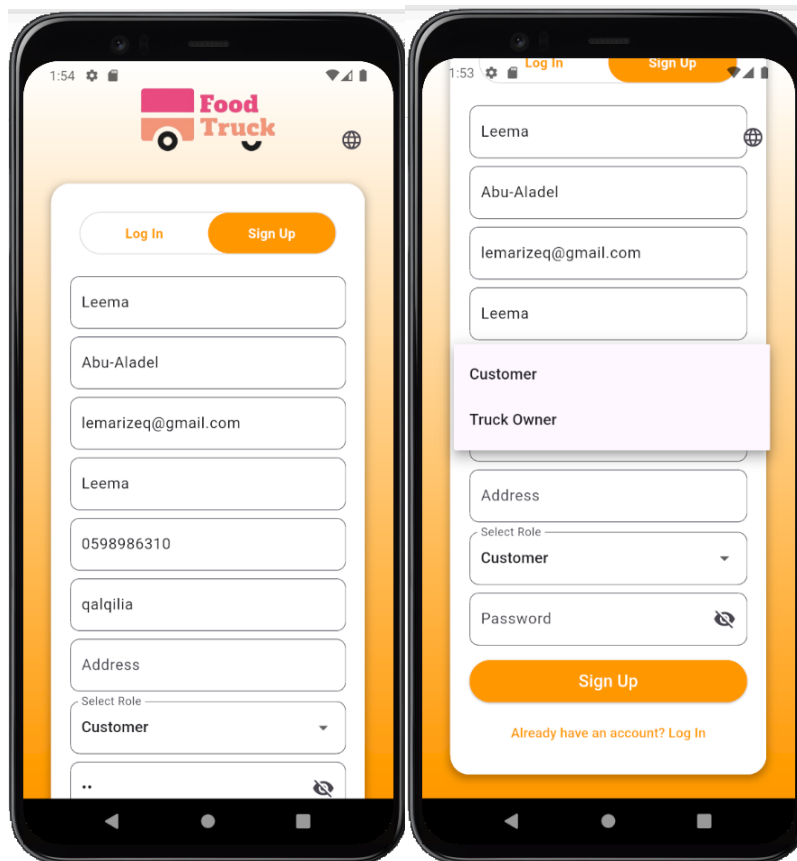 1:54
Food
Truck
Log In
Sign Up
Leema
Abu-Aladel
lemarizeq@gmail.com
Leema
0598986310
qalqilia
Address
Select Role
Customer
..
1:53
Log In
Sign Up
Leema
Abu-Aladel
lemarizeq@gmail.com
Leema
Customer
Truck Owner
Address
Select Role
Customer
Password
Sign Up
Already have an account? Log In